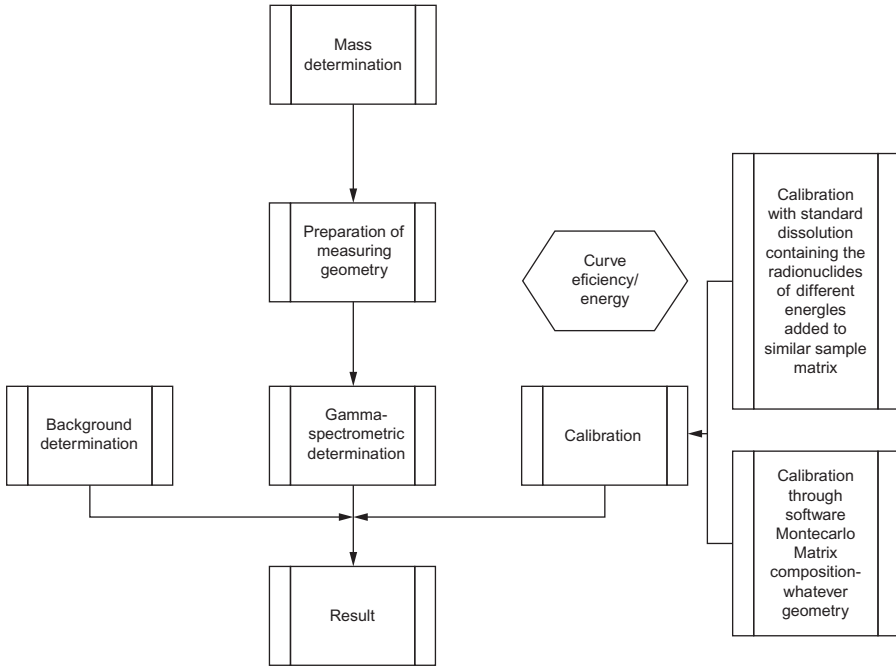 Mass
determination
Preparation of
measuring
geometry
Curve
eficiency/
energy
Calibration
with standard
dissolution
containing the
radionuclides
of different
energles
added to
similar sample
matrix
Background
determination
Gamma-
spectrometric
determination
Calibration
Calibration
through
software
Montecarlo
Matrix
composition-
whatever
geometry
Result